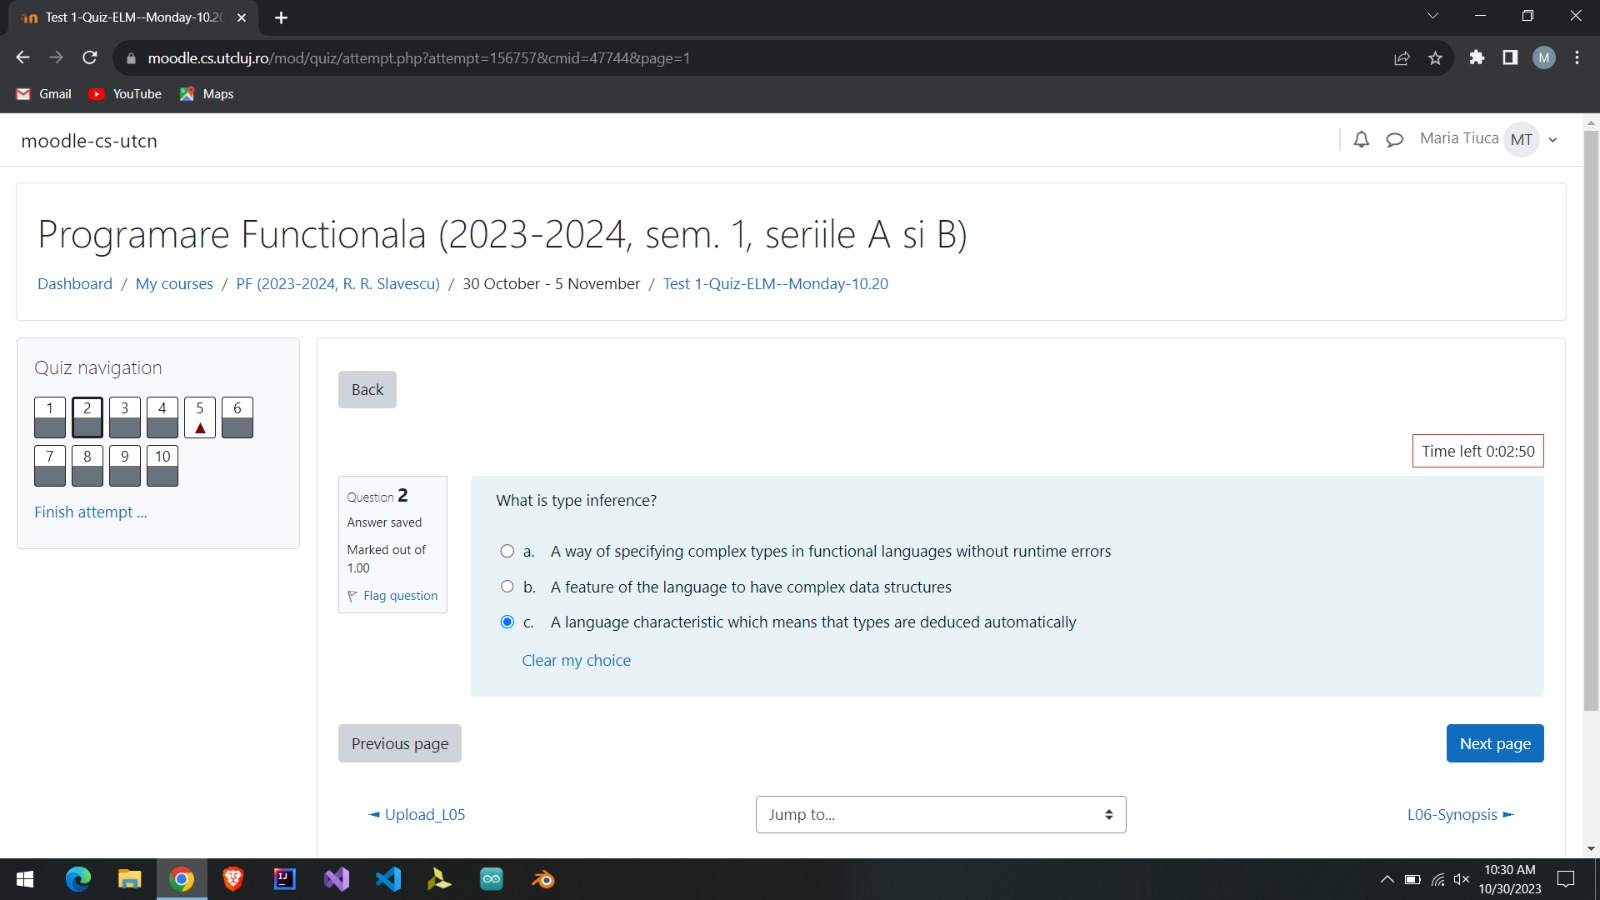 Test 1-Quiz-ELM--Monday-10.20
moodle.cs.utcluj.ro/mod/quiz/attempt.php?attempt=156757&cmid=47744&page=1
M
Gmail YouTube Maps
moodle-cs-utcn
Maria Tiuca MT
Programare Functionala (2023-2024, sem. 1, seriile A si B)
Dashboard / My courses / PF (2023-2024, R. R. Slavescu) / 30 October - 5 November / Test 1-Quiz-ELM--Monday-10.20
Quiz navigation
1 2 3 4 5 6
7 8 9 10
Finish attempt ...
Back
Time left 0:02:50
Question 2
Answer saved
Marked out of
1.00
Flag question
What is type inference?
a. A way of specifying complex types in functional languages without runtime errors
b. A feature of the language to have complex data structures
c. A language characteristic which means that types are deduced automatically
Clear my choice
Previous page
Next page
◄ Upload_L05
Jump to...
L06-Synopsis ►
IJ
10:30 AM
10/30/2023